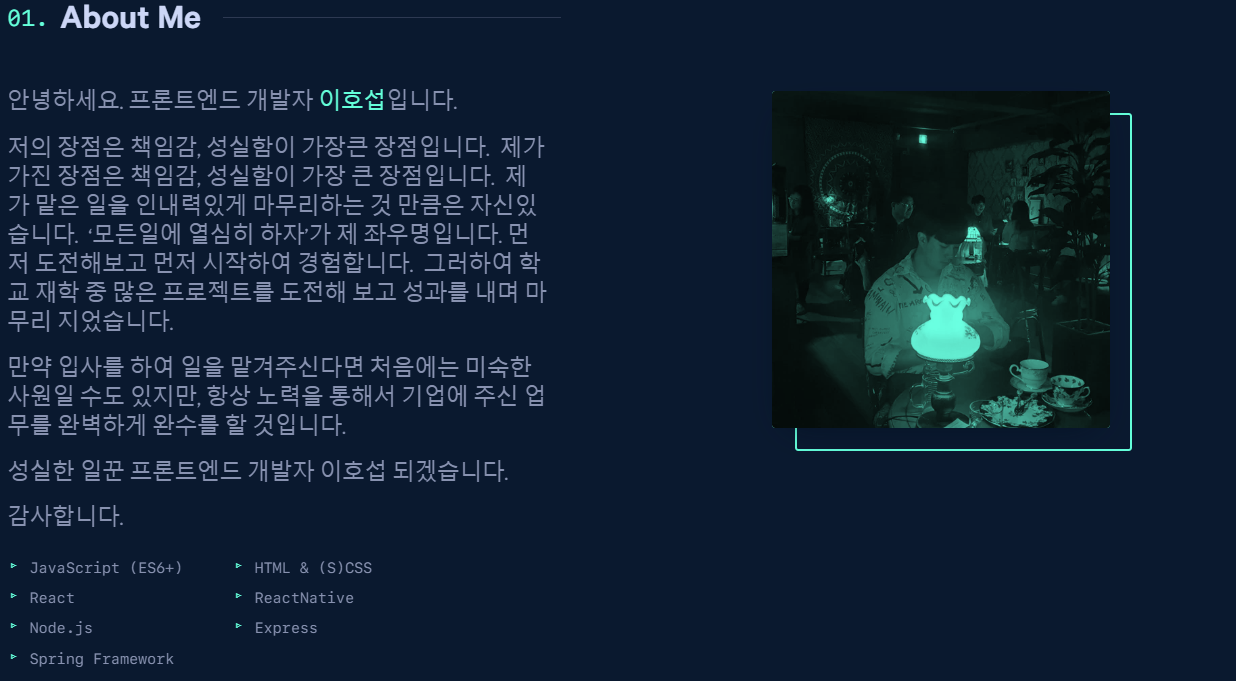 01. About Me
안녕하세요. 프론트엔드 개발자 이호섭입니다.
저의 장점은 책임감, 성실함이 가장큰 장점입니다. 제가
가진 장점은 책임감, 성실함이 가장 큰 장점입니다. 제
가 맡은 일을 인내력있게 마무리하는 것 만큼은 자신있
습니다. ‘모든일에 열심히 하자’가 제 좌우명입니다. 먼
저 도전해보고 먼저 시작하여 경험합니다. 그러하여 학
교 재학 중 많은 프로젝트를 도전해 보고 성과를 내며 마
무리 지었습니다.
만약 입사를 하여 일을 맡겨주신다면 처음에는 미숙한
사원일 수도 있지만, 항상 노력을 통해서 기업에 주신 업
무를 완벽하게 완수를 할 것입니다.
성실한 일꾼 프론트엔드 개발자 이호섭 되겠습니다.
감사합니다.
▹ JavaScript (ES6+) ▹ HTML & (S)CSS
▹ React ▹ ReactNative
▹ Node.js ▹ Express
▹ Spring Framework